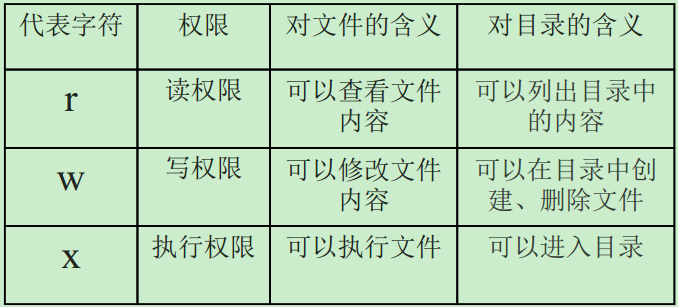 代表字符 权限 对文件的含义 对目录的含义
r 读权限 可以查看文件内容 可以列出目录中的内容
w 写权限 可以修改文件内容 可以在目录中创建、删除文件
x 执行权限 可以执行文件 可以进入目录